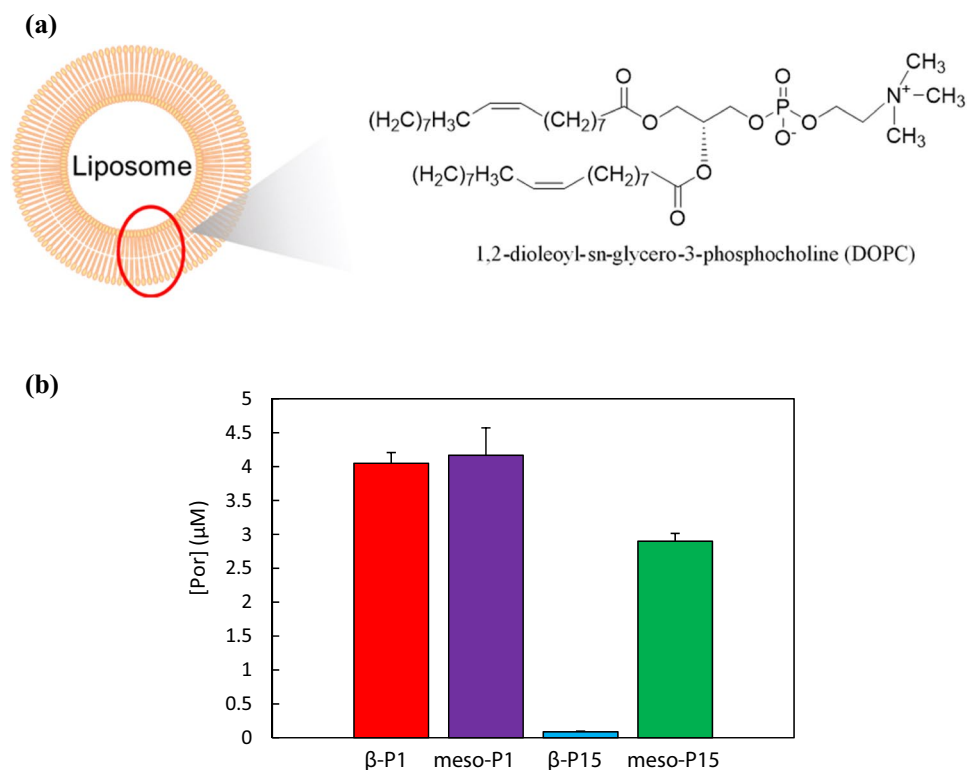 (a)
Liposome
(H₂C)₇H₃C
(CH₂)₇
O
O
O
P
O
O⁻
O
N⁺
CH₃
CH₃
CH₃
(H₂C)₇H₃C
(CH₂)₇
O
O
1,2-dioleoyl-sn-glycero-3-phosphocholine (DOPC)
(b)
[Por] (µM)
5
4.5
4
3.5
3
2.5
2
1.5
1
0.5
0
β-P1 meso-P1 β-P15 meso-P15